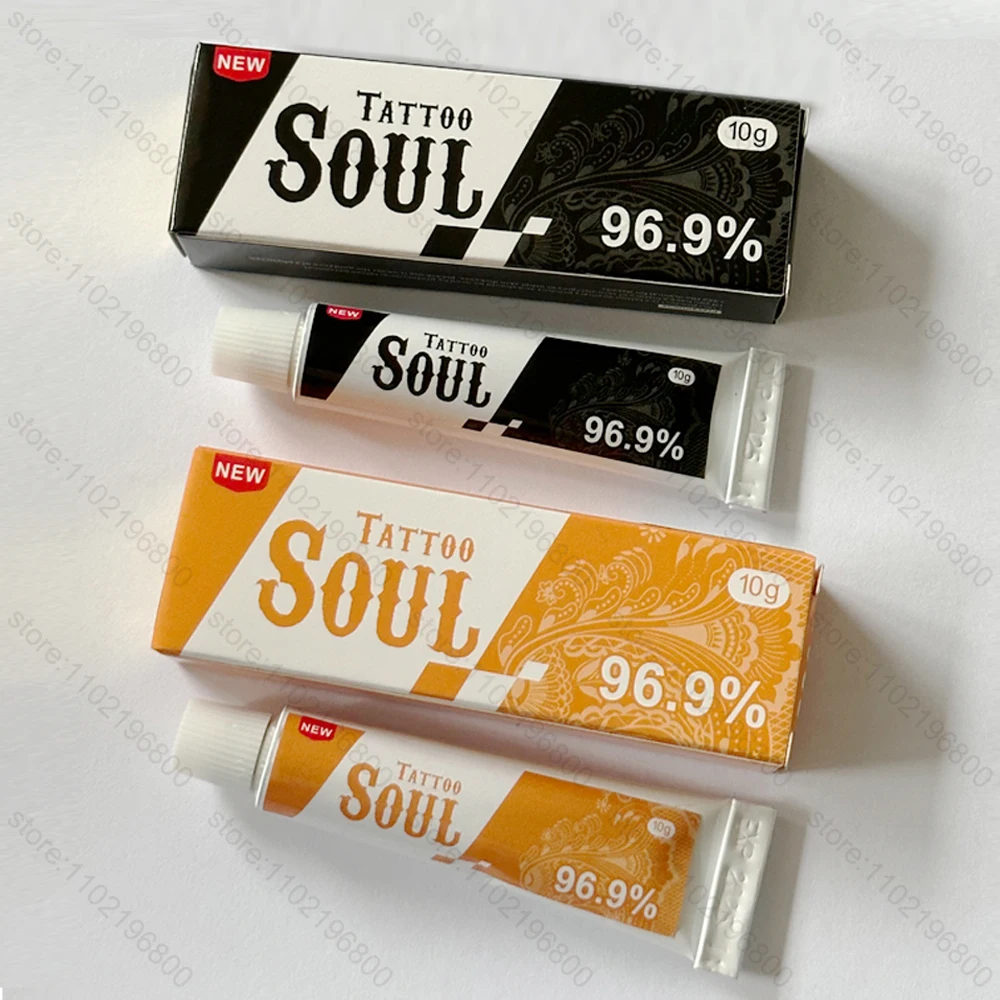 NEW
TATTOO
SOUL
10g
96.9%
NEW
TATTOO
SOUL
10g
96.9%
NEW
TATTOO
SOUL
10g
96.9%
NEW
TATTOO
SOUL
10g
96.9%
store:1102196800